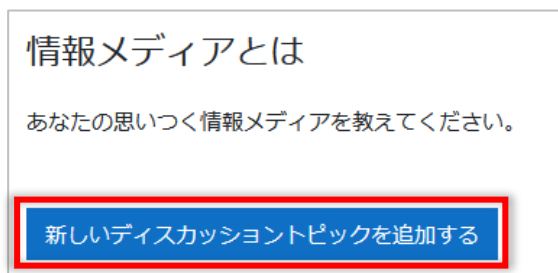 情報メディアとは
あなたの思いつく情報メディアを教えてください。
新しいディスカッショントピックを追加する